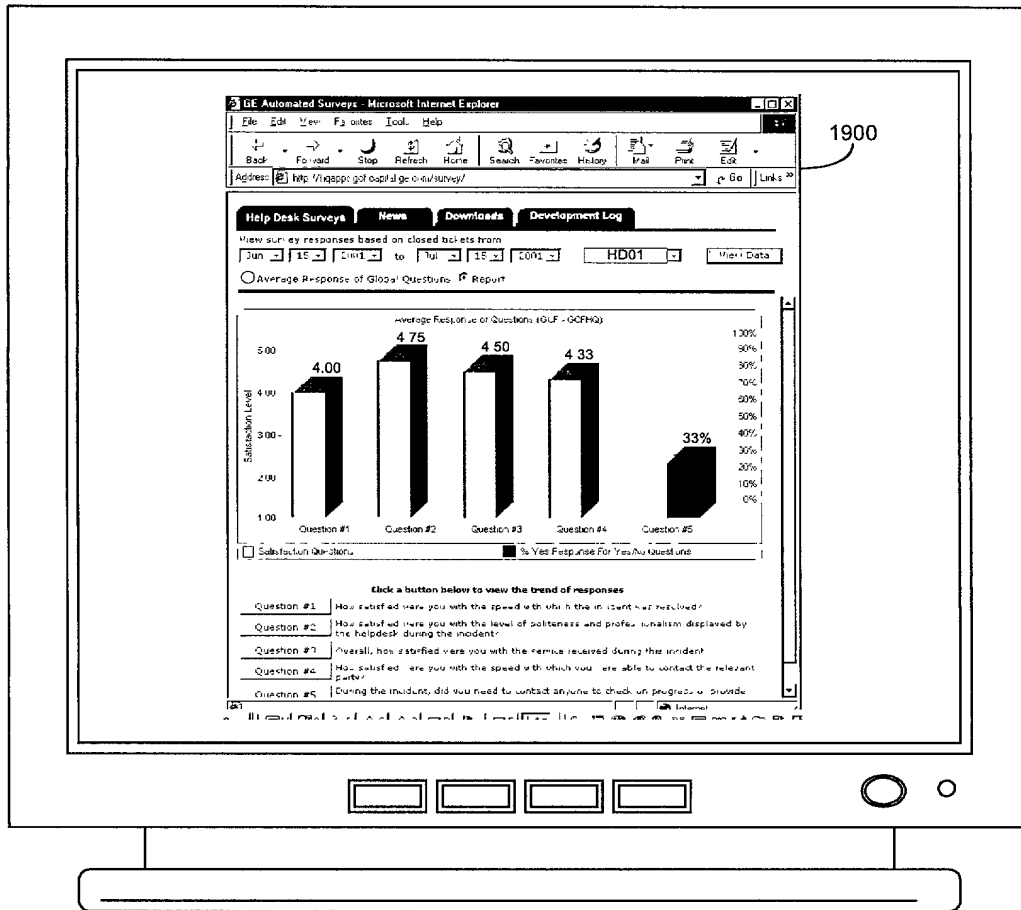 GE Automated Surveys - Microsoft Internet Explorer
File Edit View Favorites Tools Help
1900
Back Forward Stop Refresh Home Search Favorites History Mail Print Edit
Address Go Links »
Help Desk Surveys News Downloads Development Log
View survey responses based on closed tickets from
Jun 15 2001 to Jul 15 2001 HD01 View Data
Average Response of Global Questions Report
Average Response of Questions
100%
4 75
5.00 90%
4 50
4 33 80%
4.00
70%
4.00 60%
50%
Satisfaction Level
3.00 33% 40%
30%
2.00 20%
10%
0%
1.00
Question #1 Question #2 Question #3 Question #4 Question #5
Satisfaction Questions % Yes Response For Yes/No Questions
Click a button below to view the trend of responses
Question #1 How satisfied were you with the speed with which the incident was resolved?
Question #2 How satisfied were you with the level of politeness and professionalism displayed by
the helpdesk during the incident?
Question #3 Overall, how satisfied were you with the service received during this incident
Question #4 How satisfied were you with the speed with which you were able to contact the relevant
party?
Question #5 During the incident, did you need to contact anyone to check on progress or provide
Internet